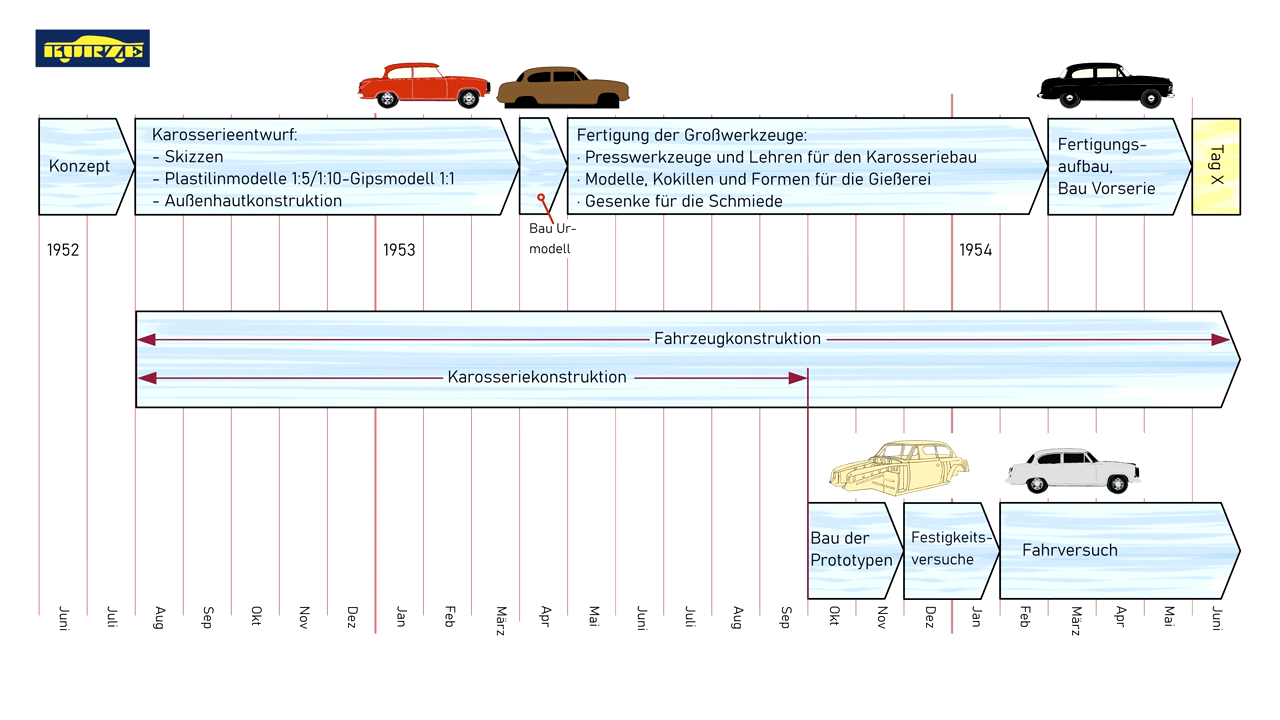 KURZE
Konzept
Karosserieentwurf:
- Skizzen
- Plastilinmodelle 1:5/1:10-Gipsmodell 1:1
- Außenhautkonstruktion
Bau Ur-
modell
Fertigung der Großwerkzeuge:
· Presswerkzeuge und Lehren für den Karosseriebau
· Modelle, Kokillen und Formen für die Gießerei
· Gesenke für die Schmiede
Fertigungs-
aufbau,
Bau Vorserie
Tag X
1952
1953
1954
Fahrzeugkonstruktion
Karosseriekonstruktion
Bau der
Prototypen
Festigkeits-
versuche
Fahrversuch
Juni
Juli
Aug
Sep
Okt
Nov
Dez
Jan
Feb
März
Apr
Mai
Juni
Juli
Aug
Sep
Okt
Nov
Dez
Jan
Feb
März
Apr
Mai
Juni